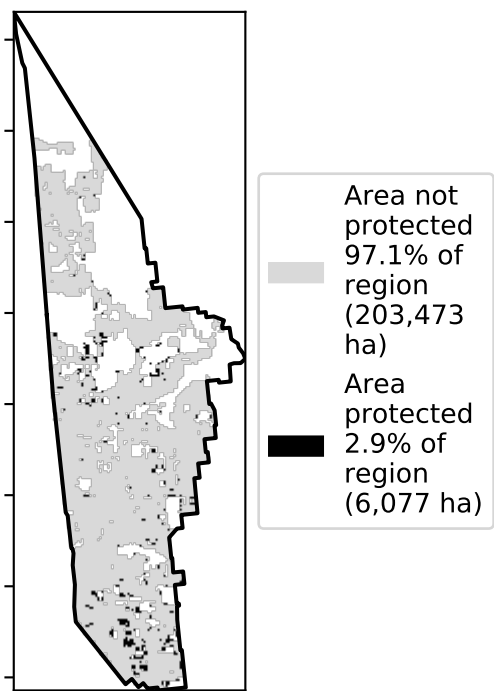 Area not
protected
97.1% of
region
(203,473
ha)
Area
protected
2.9% of
region
(6,077 ha)